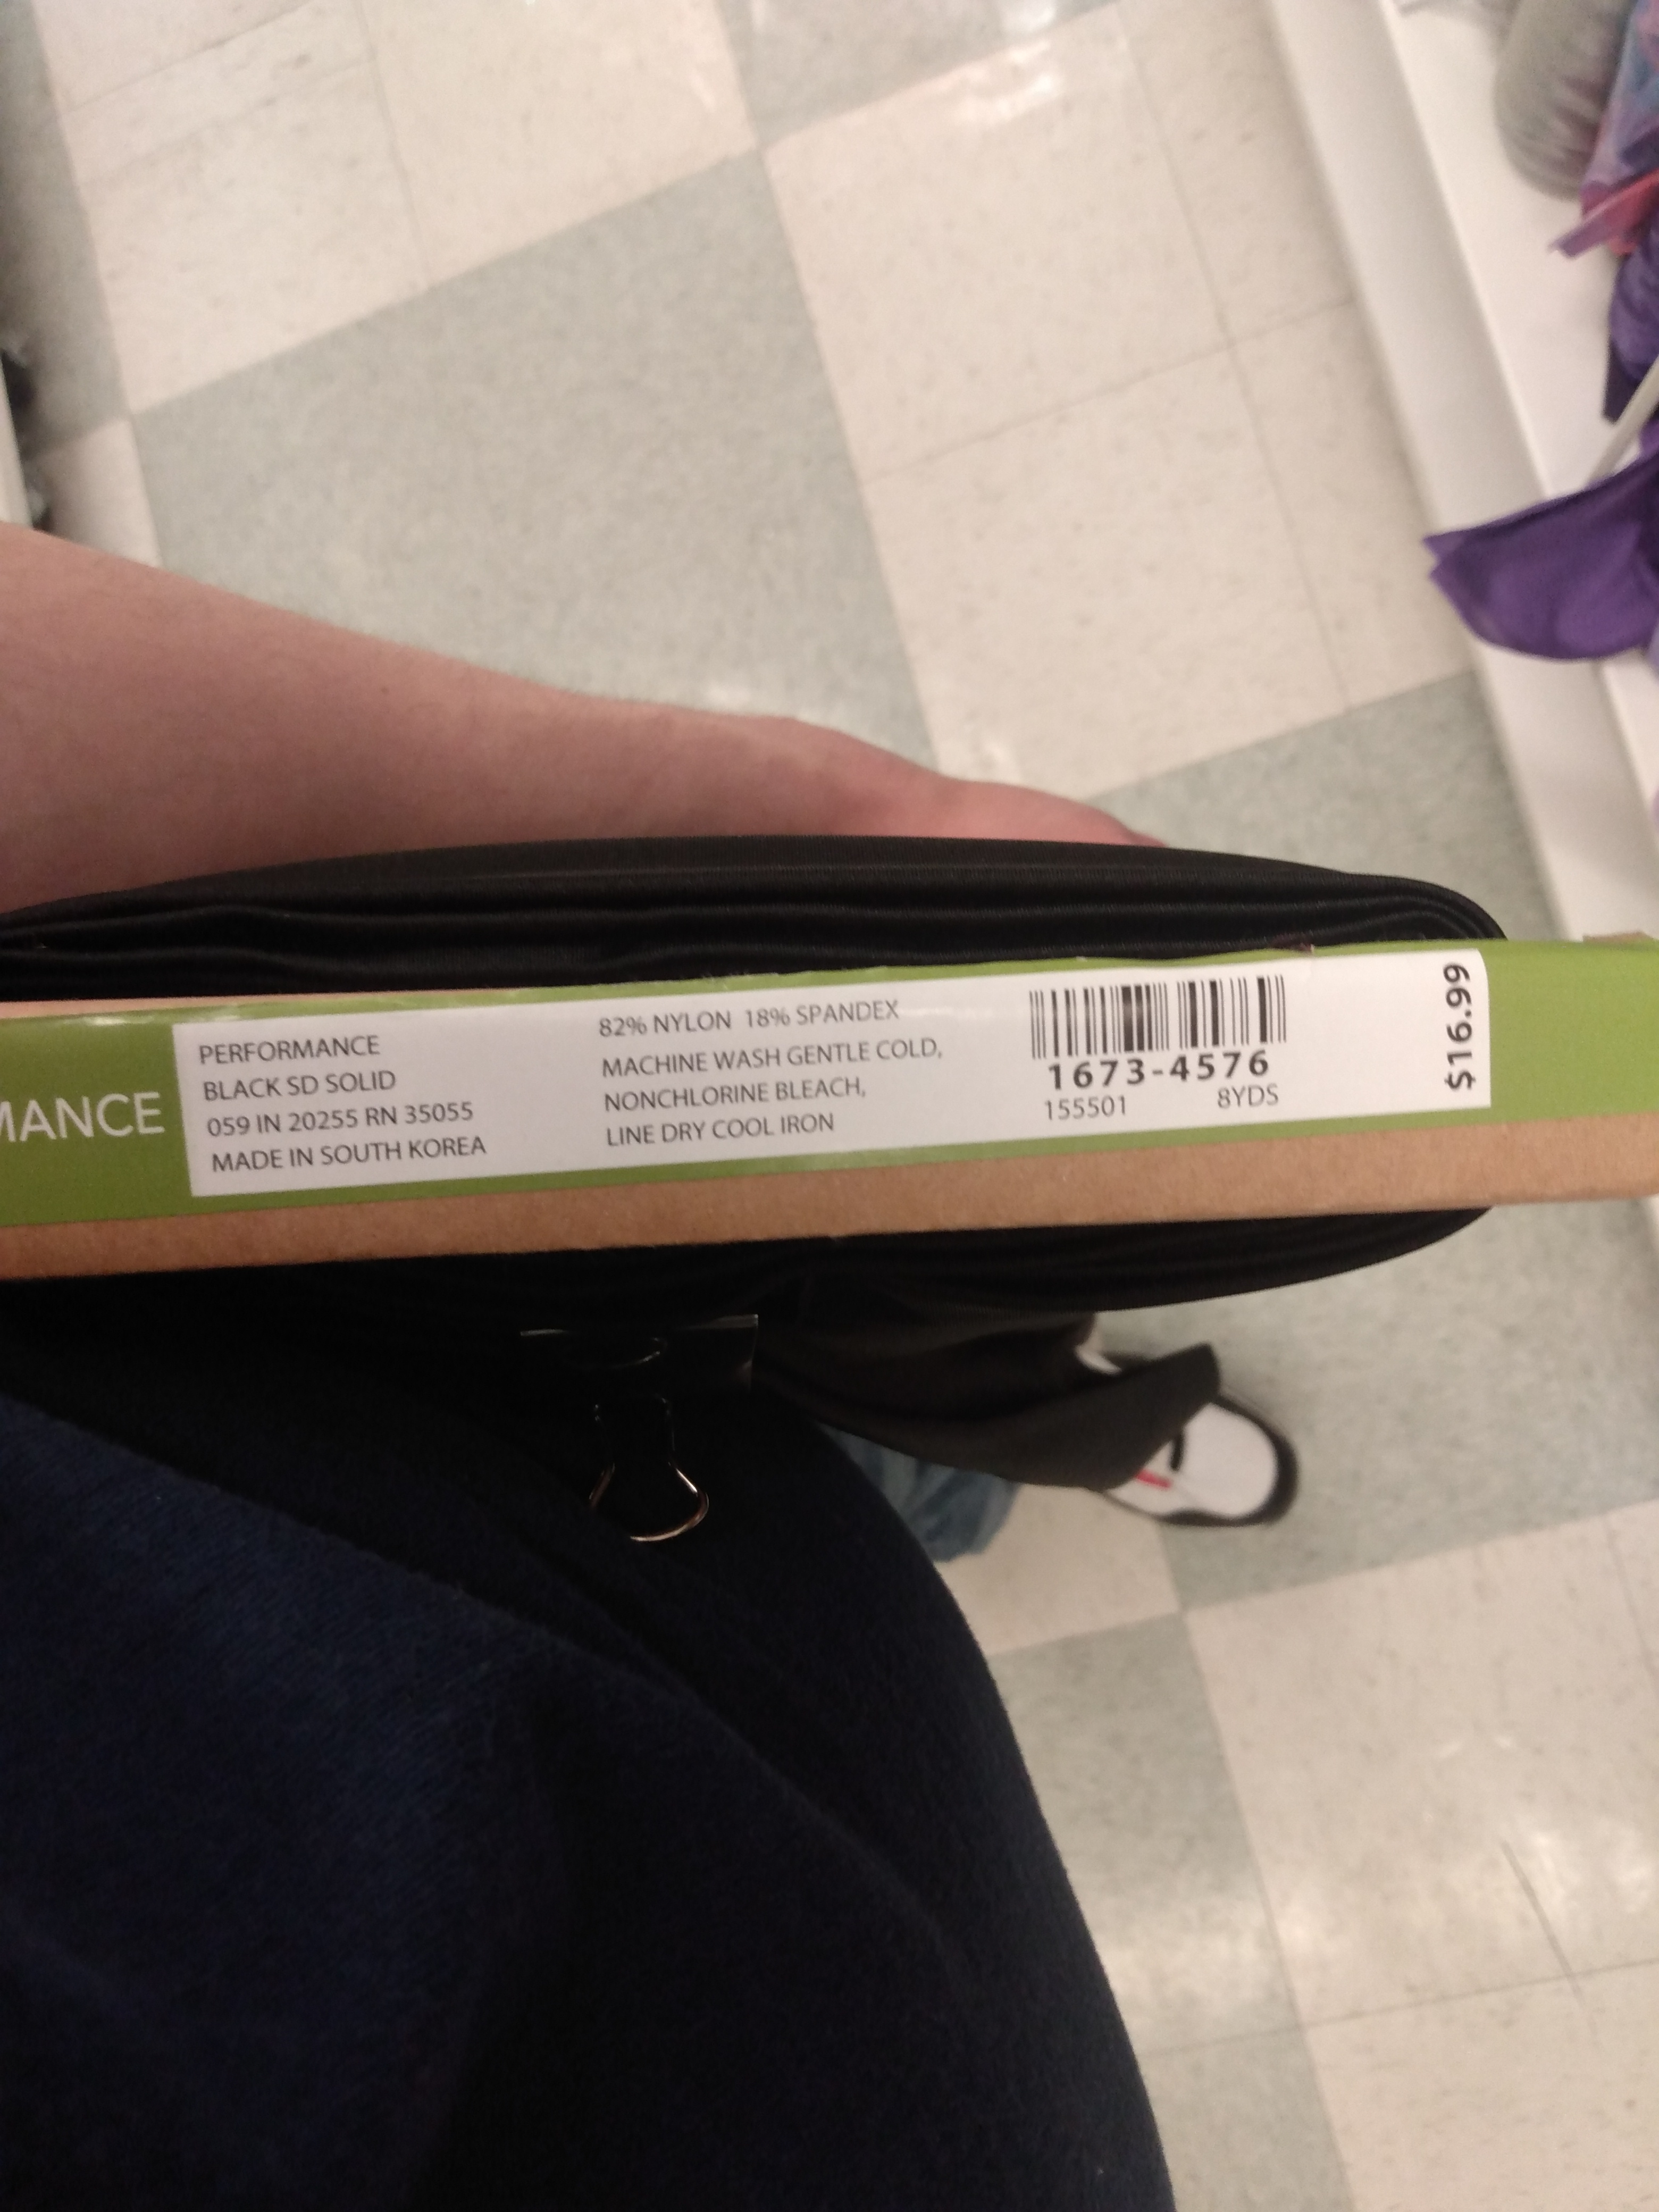 MANCE
PERFORMANCE
BLACK SD SOLID
059 IN 20255 RN 35055
MADE IN SOUTH KOREA
82% NYLON 18% SPANDEX
MACHINE WASH GENTLE COLD,
NONCHLORINE BLEACH,
LINE DRY COOL IRON
1673-4576
155501 8YDS
$16.99